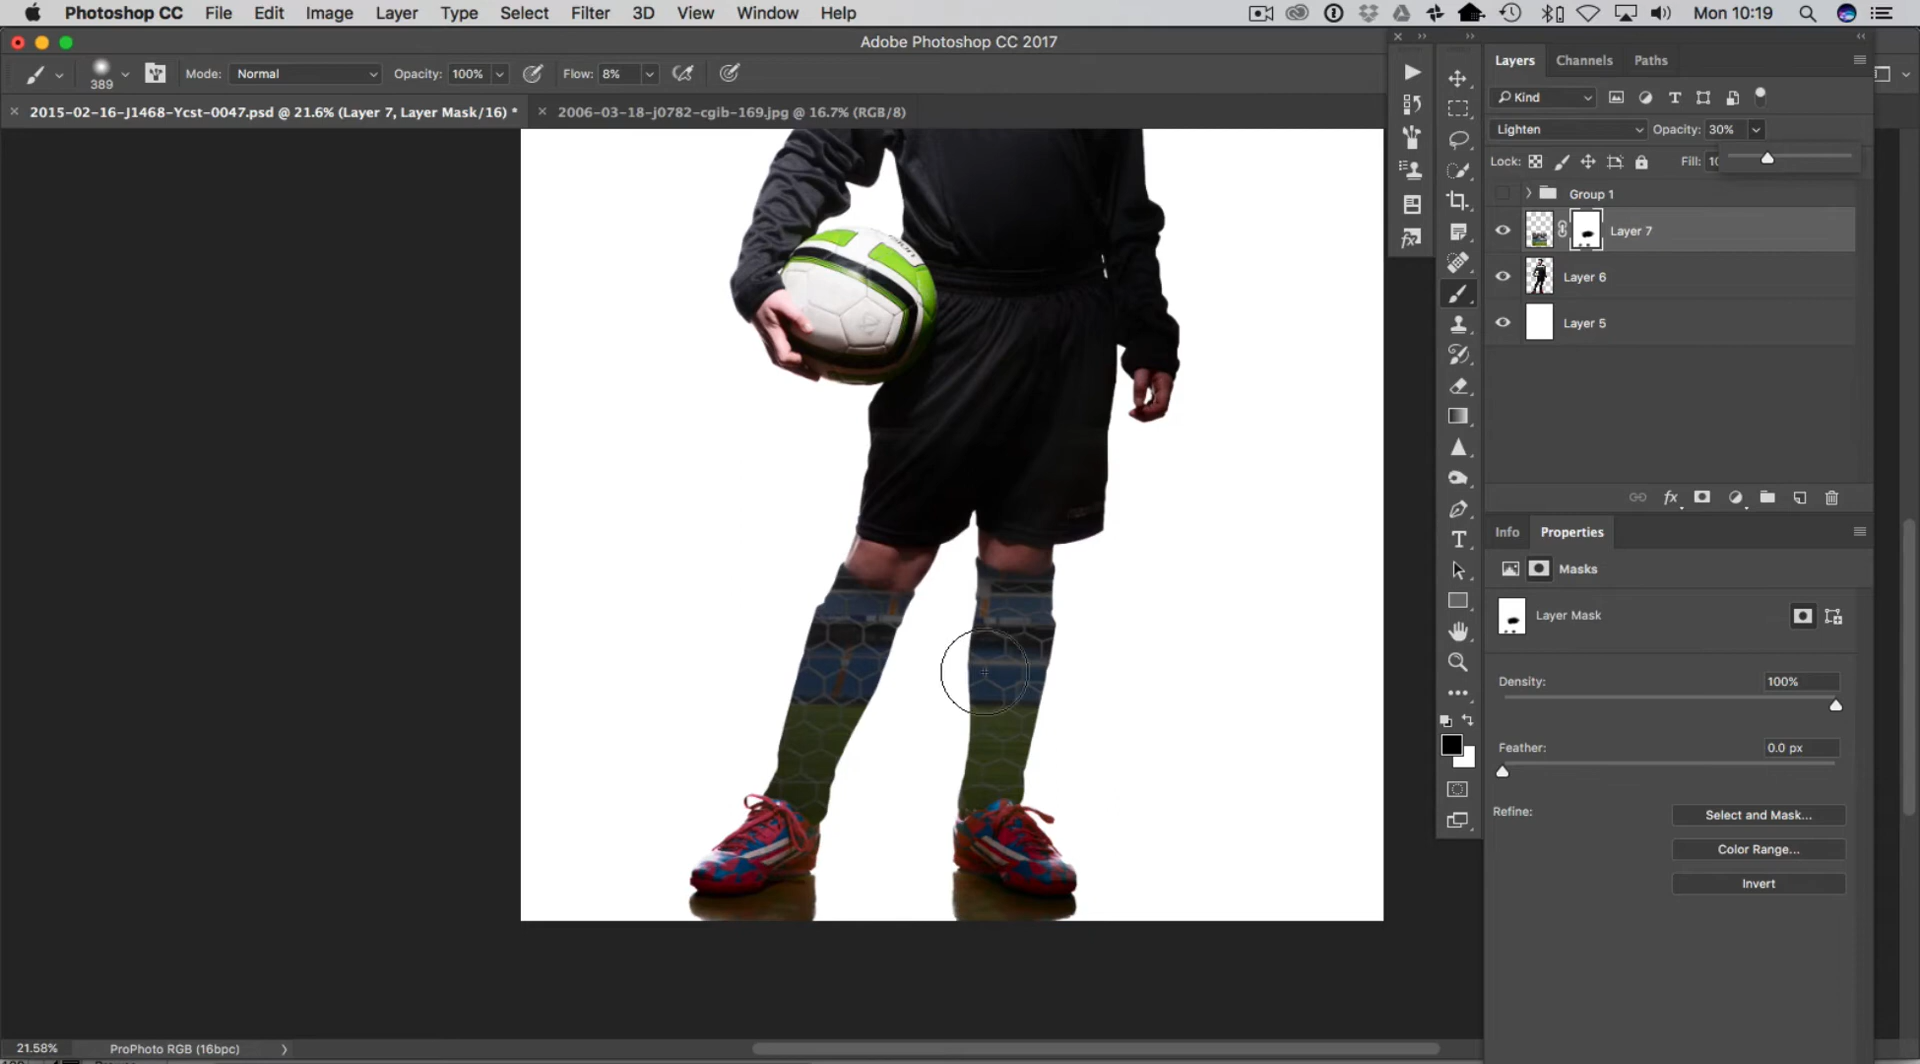 Photoshop CC File Edit Image Layer Type Select Filter 3D View Window Help Mon 10:19
Adobe Photoshop CC 2017
389 Mode: Normal Opacity: 100% Flow: 8%
2015-02-16-J1468-Ycst-0047.psd @ 21.6% (Layer 7, Layer Mask/16) * 2006-03-18-j0782-cgib-169.jpg @ 16.7% (RGB/8)
Layers Channels Paths
Kind
Lighten Opacity: 30%
Lock: Fill: 10
Group 1
Layer 7
Layer 6
Layer 5
Info Properties
Masks
Layer Mask
Density: 100%
Feather: 0.0 px
Refine: Select and Mask...
Color Range...
Invert
21.58% ProPhoto RGB (16bpc)